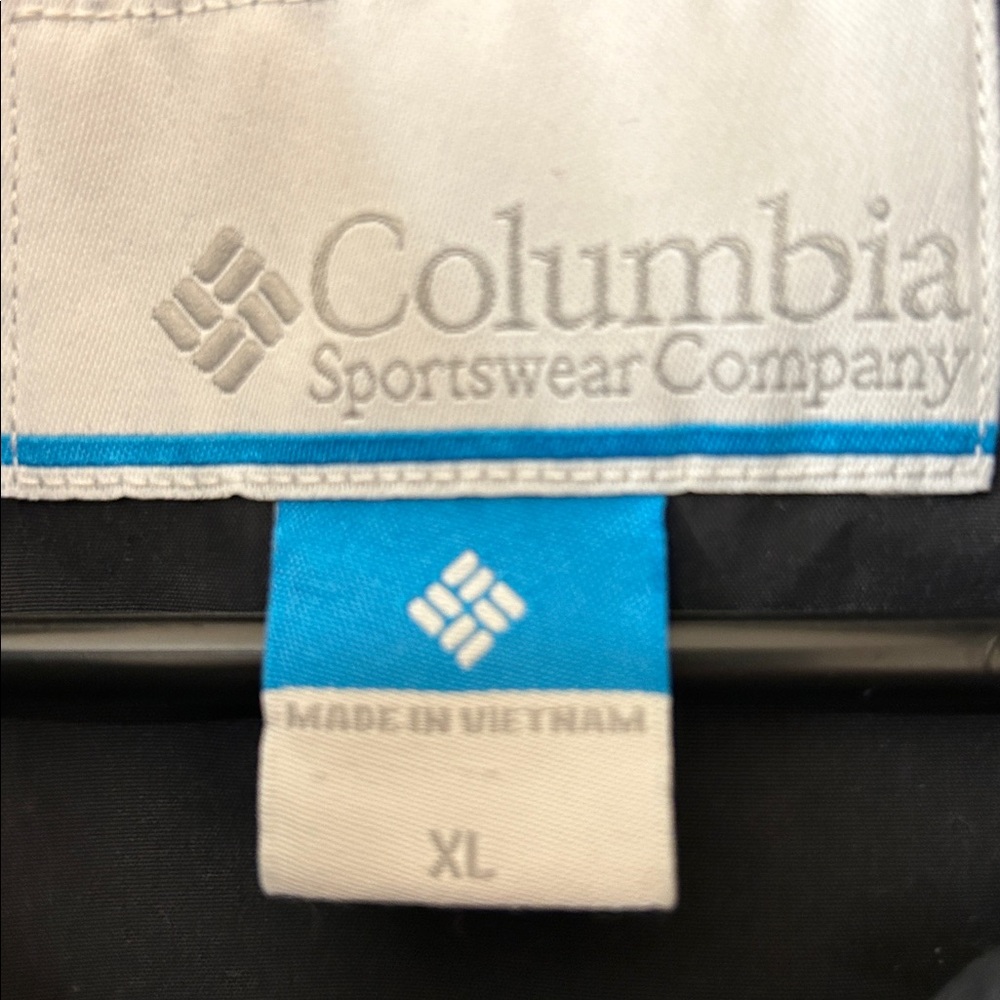 Columbia
Sportswear Company
MADE IN VIETNAM
XL